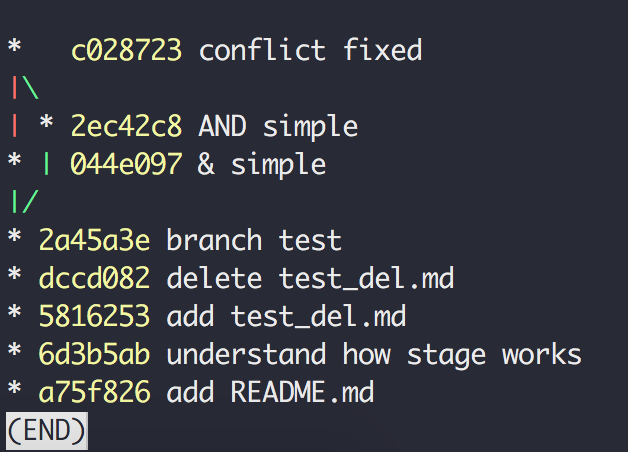 *   c028723 conflict fixed
|\
| * 2ec42c8 AND simple
* | 044e097 & simple
|/
* 2a45a3e branch test
* dccd082 delete test_del.md
* 5816253 add test_del.md
* 6d3b5ab understand how stage works
* a75f826 add README.md
(END)